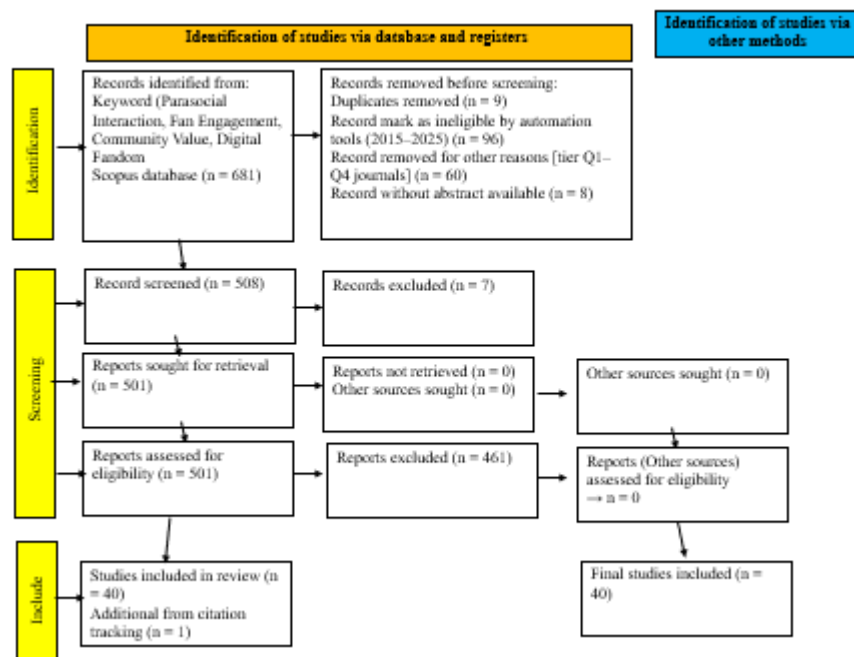 Identification of studies via database and registers
Identification of studies via
other methods
Identification
Records identified from:
Keyword (Parasocial
Interaction, Fan Engagement,
Community Value, Digital
Fandom
Scopus database (n = 681)
Records removed before screening:
Duplicates removed (n = 9)
Record mark as ineligible by automation
tools (2015–2025) (n = 96)
Record removed for other reasons [tier Q1–
Q4 journals] (n = 60)
Record without abstract available (n = 8)
Screening
Record screened (n = 508)
Records excluded (n = 7)
Reports sought for retrieval
(n = 501)
Reports not retrieved (n = 0)
Other sources sought (n = 0)
Other sources sought (n = 0)
Reports assessed for
eligibility (n = 501)
Reports excluded (n = 461)
Reports (Other sources)
assessed for eligibility
→ n = 0
Include
Studies included in review (n
= 40)
Additional from citation
tracking (n = 1)
Final studies included (n =
40)